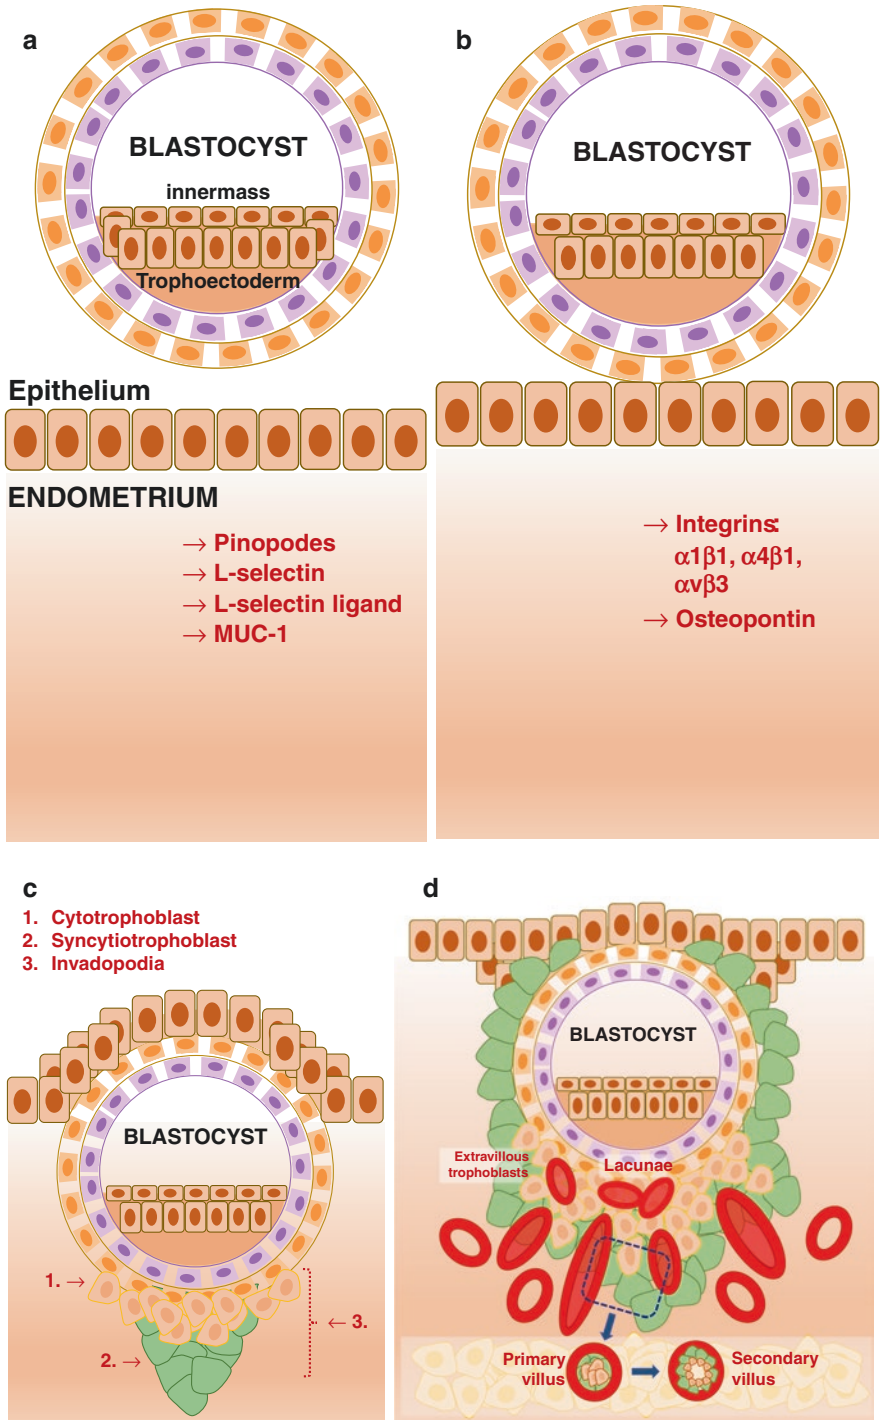 a
BLASTOCYST
innermass
Trophoectoderm
Epithelium
ENDOMETRIUM
→ Pinopodes
→ L-selectin
→ L-selectin ligand
→ MUC-1
b
BLASTOCYST
→ Integrins:
α1β1, α4β1,
αvβ3
→ Osteopontin
c
1. Cytotrophoblast
2. Syncytiotrophoblast
3. Invadopodia
BLASTOCYST
1. →
← 3.
2. →
d
BLASTOCYST
Extravillous
trophoblasts
Lacunae
Primary
villus
Secondary
villus